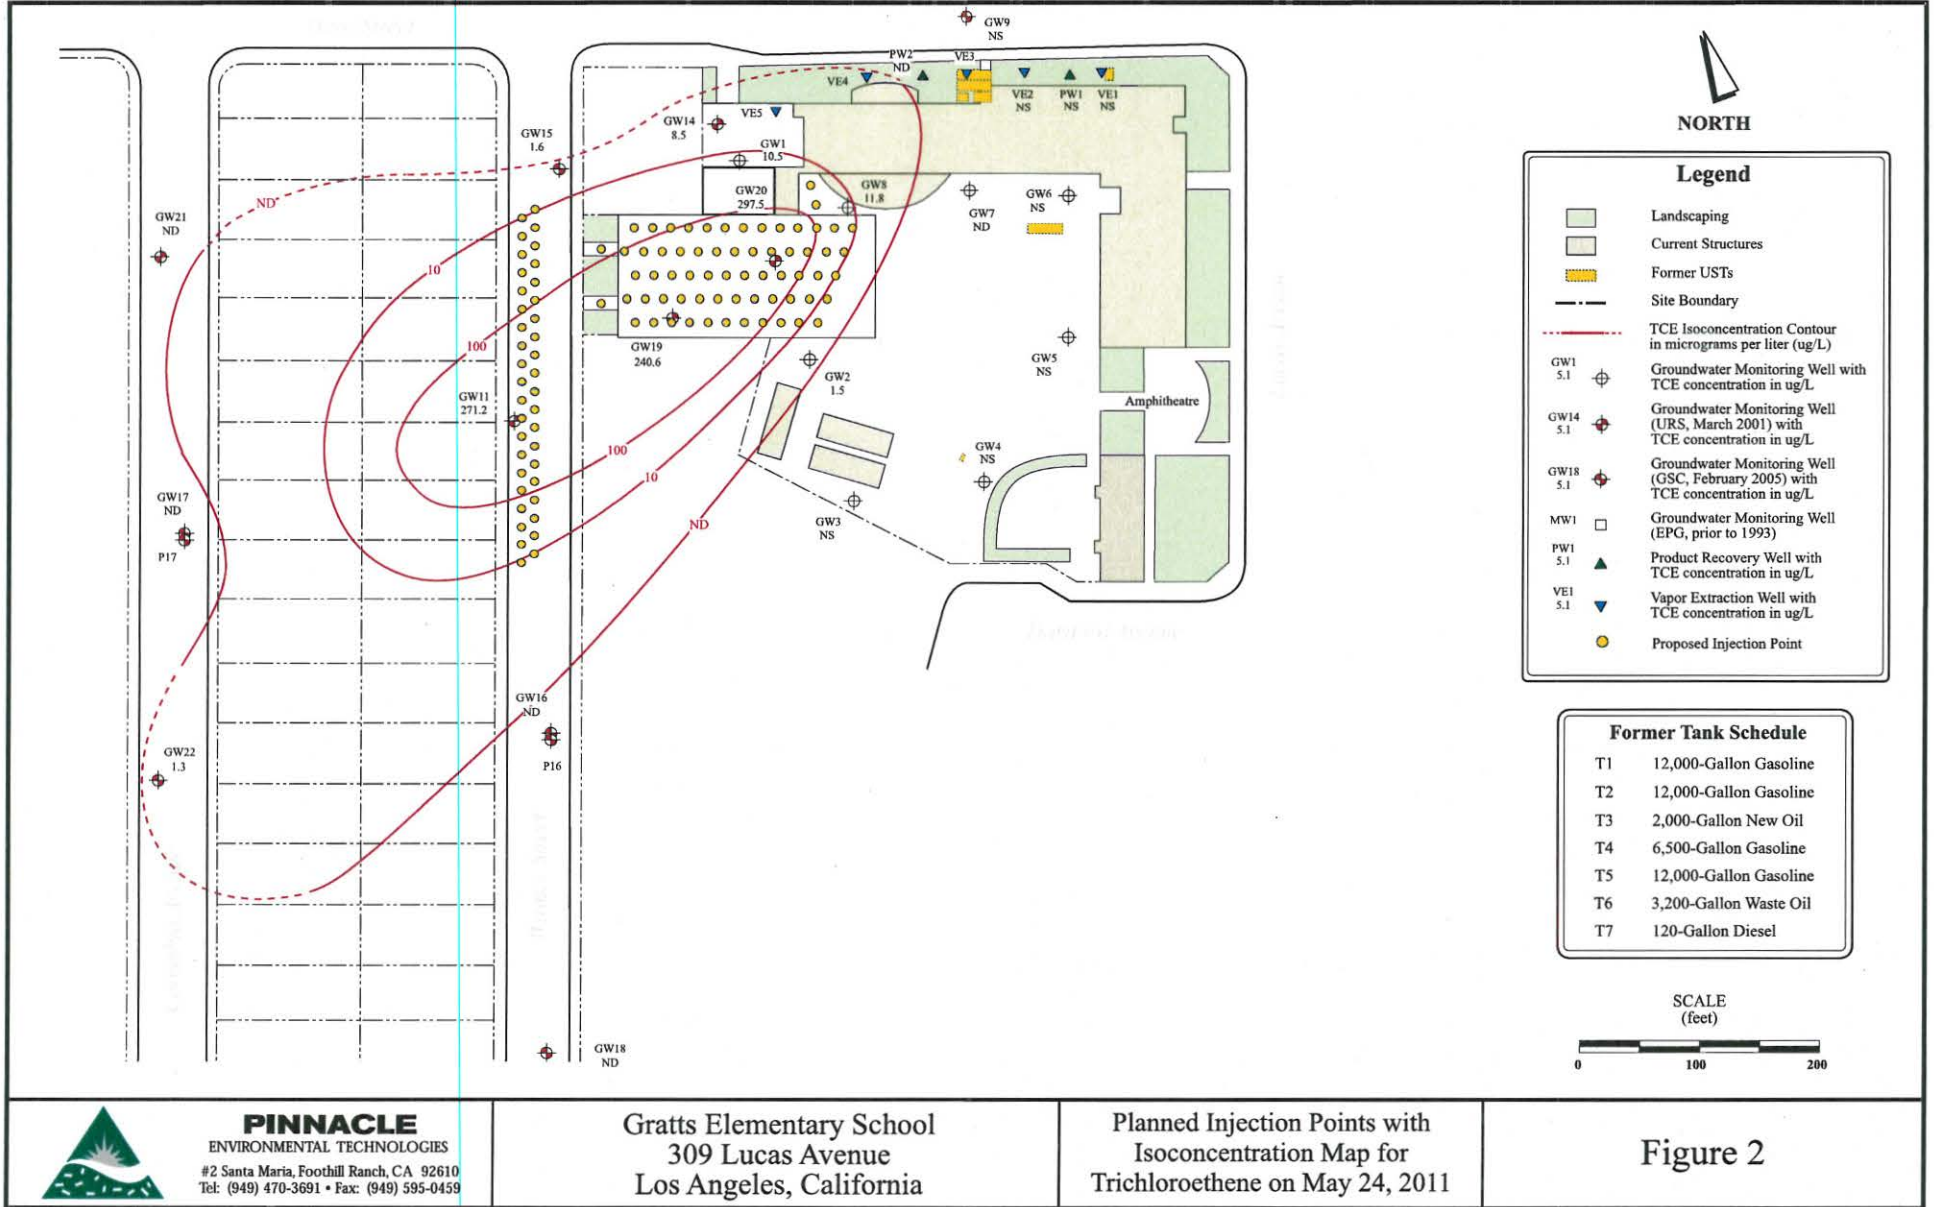 GW9
NS
PW2
ND
VE3
VE4
VE2
NS
PW1
NS
VE1
NS
VE5
GW14
8.5
GW15
1.6
GW1
10.5
GW20
297.5
GW8
11.8
GW7
ND
GW6
NS
GW21
ND
ND
10
100
GW19
240.6
GW5
NS
GW2
1.5
GW11
271.2
Amphitheatre
GW4
NS
100
10
GW3
NS
ND
GW17
ND
P17
GW16
ND
P16
GW22
1.3
GW18
ND
NORTH
Legend
Landscaping
Current Structures
Former USTs
Site Boundary
TCE Isoconcentration Contour
in micrograms per liter (ug/L)
GW1
5.1
Groundwater Monitoring Well with
TCE concentration in ug/L
GW14
5.1
Groundwater Monitoring Well
(URS, March 2001) with
TCE concentration in ug/L
GW18
5.1
Groundwater Monitoring Well
(GSC, February 2005) with
TCE concentration in ug/L
MW1
Groundwater Monitoring Well
(EPG, prior to 1993)
PW1
5.1
Product Recovery Well with
TCE concentration in ug/L
VE1
5.1
Vapor Extraction Well with
TCE concentration in ug/L
Proposed Injection Point
Former Tank Schedule
T1 12,000-Gallon Gasoline
T2 12,000-Gallon Gasoline
T3 2,000-Gallon New Oil
T4 6,500-Gallon Gasoline
T5 12,000-Gallon Gasoline
T6 3,200-Gallon Waste Oil
T7 120-Gallon Diesel
SCALE
(feet)
0 100 200
PINNACLE
ENVIRONMENTAL TECHNOLOGIES
#2 Santa Maria, Foothill Ranch, CA 92610
Tel: (949) 470-3691 • Fax: (949) 595-0459
Gratts Elementary School
309 Lucas Avenue
Los Angeles, California
Planned Injection Points with
Isoconcentration Map for
Trichloroethene on May 24, 2011
Figure 2